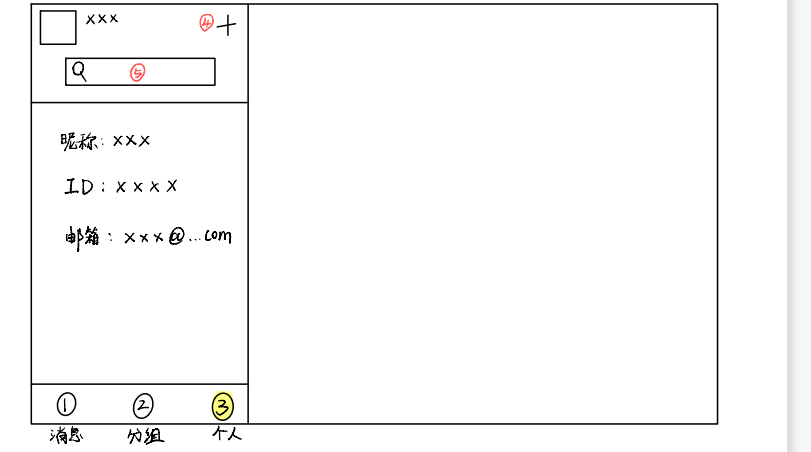 xxx ④ +
Q ⑤
昵称: xxx
ID: xxxx
邮箱: xxx@...com
① ② ③
消息 分组 个人